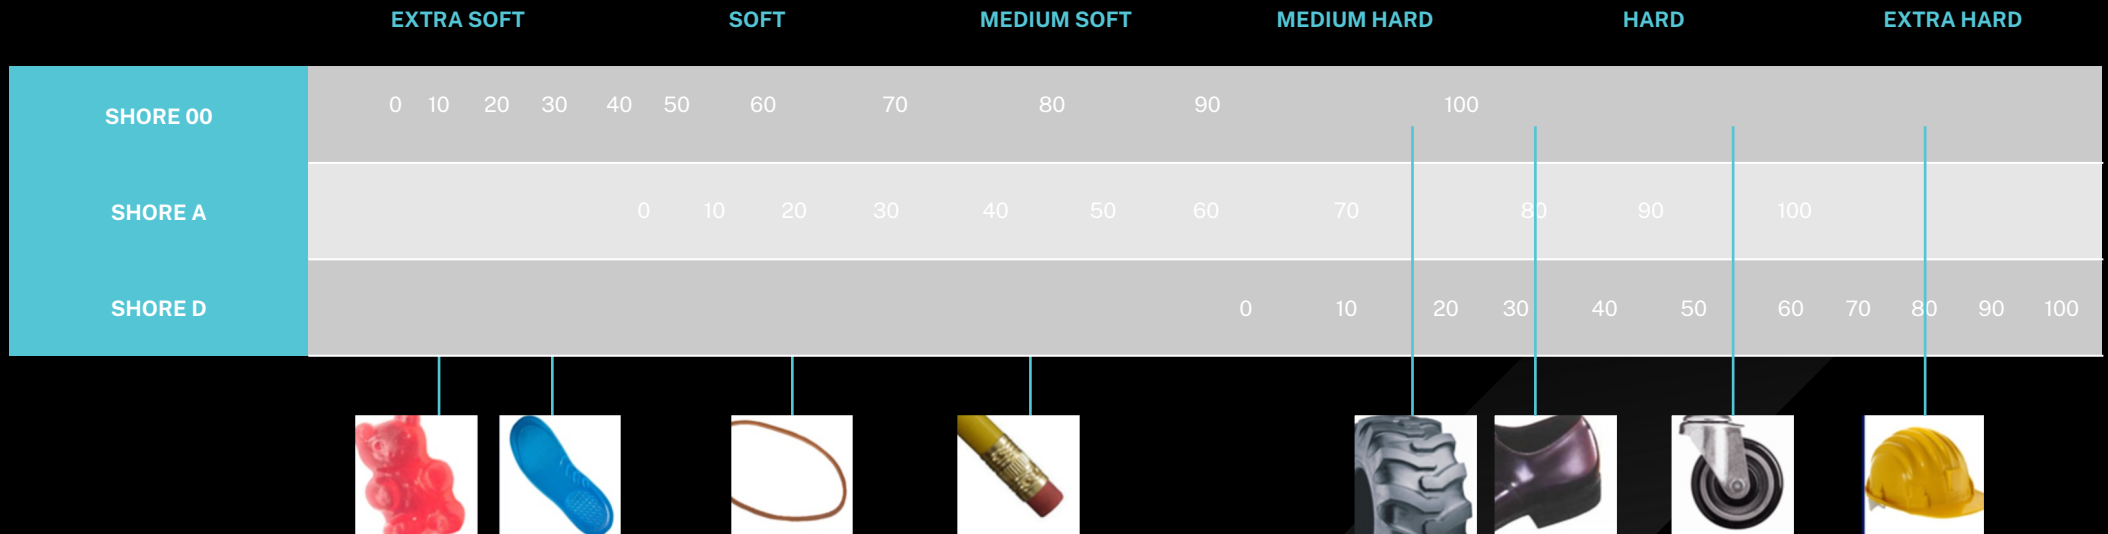 EXTRA SOFT SOFT MEDIUM SOFT MEDIUM HARD HARD EXTRA HARD
SHORE 00 0 10 20 30 40 50 60 70 80 90 100
SHORE A 0 10 20 30 40 50 60 70 80 90 100
SHORE D 0 10 20 30 40 50 60 70 80 90 100